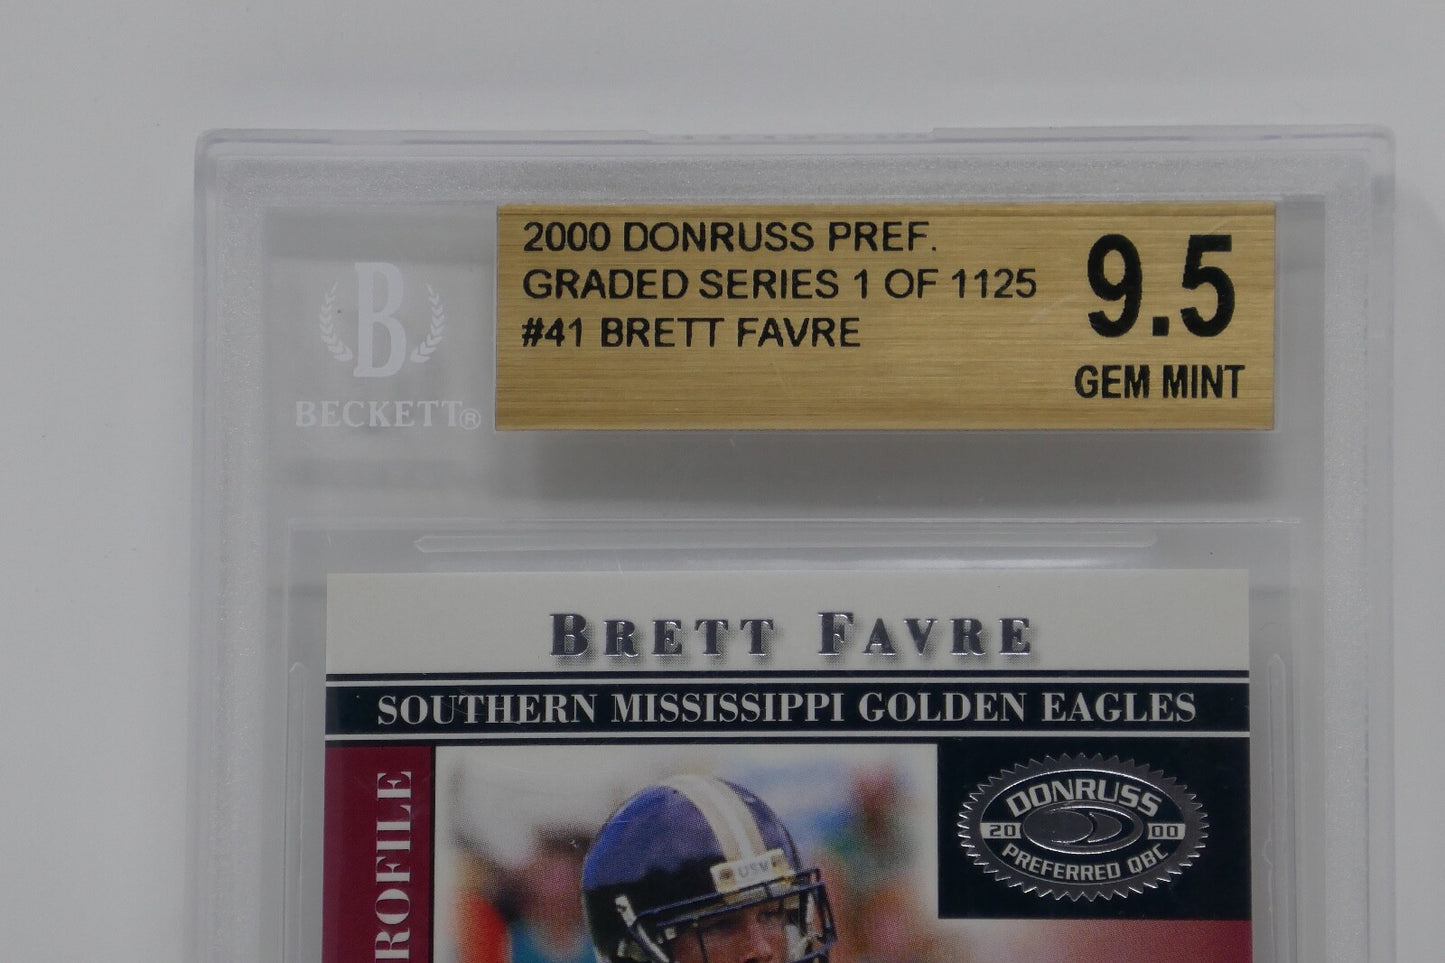 2000 DONRUSS PREF.
GRADED SERIES 1 OF 1125
#41 BRETT FAVRE
9.5
GEM MINT
B
BECKETT®
BRETT FAVRE
SOUTHERN MISSISSIPPI GOLDEN EAGLES
ROFILE
DONRUSS
20 00
PREFERRED QBC
USM